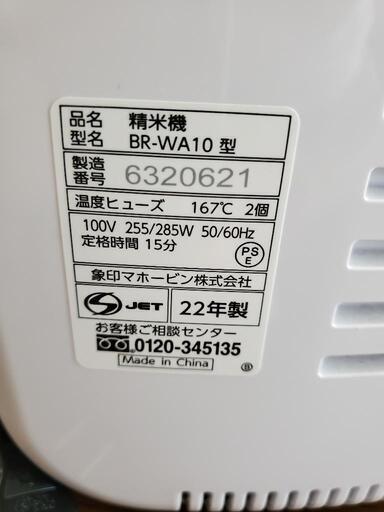 品名 精米機
型名 BR-WA10 型
製造番号 6320621
温度ヒューズ 167℃ 2個
100V 255/285W 50/60Hz
定格時間 15分
PS
E
象印マホービン株式会社
JET 22年製
お客様ご相談センター
0120-345135
Made in China
Ⓑ